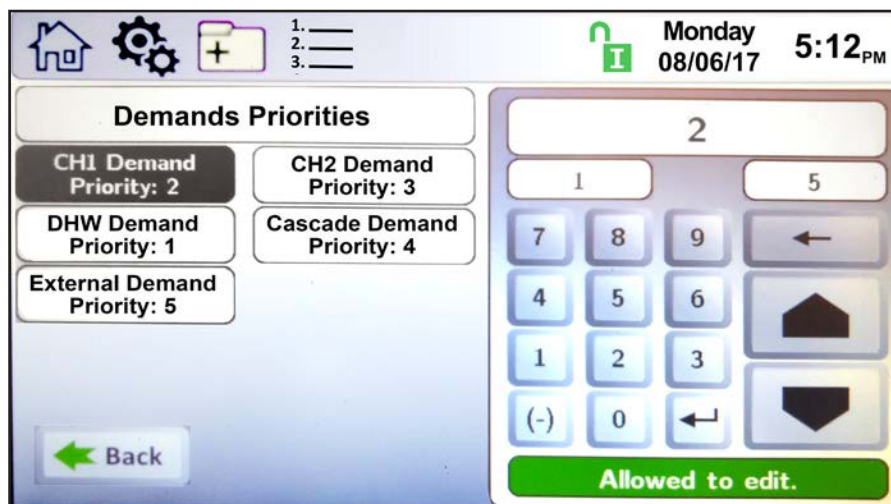 1.
2.
3.
I
Monday
08/06/17
5:12PM
Demands Priorities
CH1 Demand
Priority: 2
CH2 Demand
Priority: 3
DHW Demand
Priority: 1
Cascade Demand
Priority: 4
External Demand
Priority: 5
Back
2
1 5
7 8 9
4 5 6
1 2 3
(-) 0
Allowed to edit.